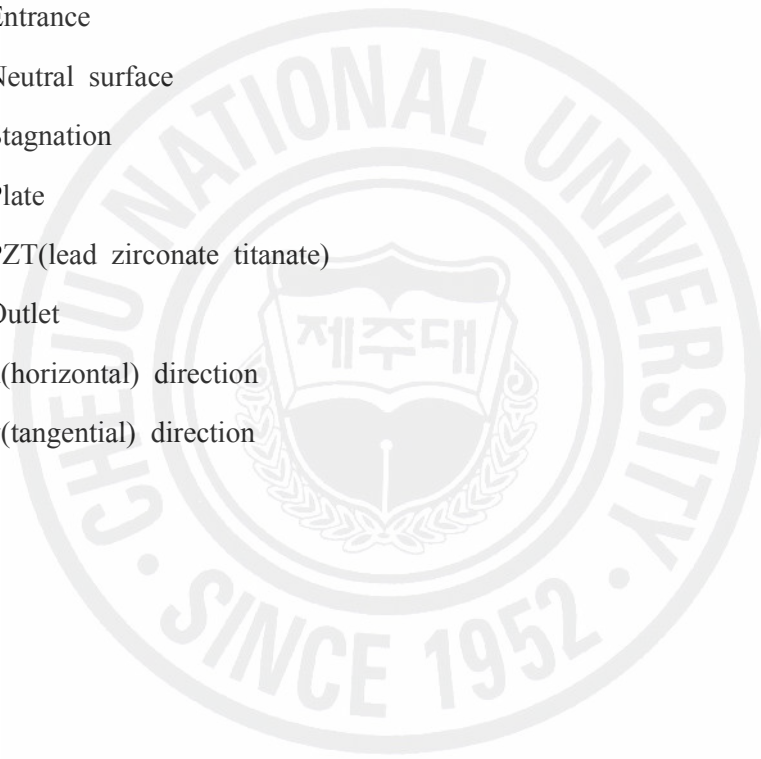 Entrance
Neutral surface
Stagnation
Plate
PZT(lead zirconate titanate)
Outlet
(horizontal) direction
(tangential) direction
CHEJU NATIONAL UNIVERSITY
제주대
SINCE 1952